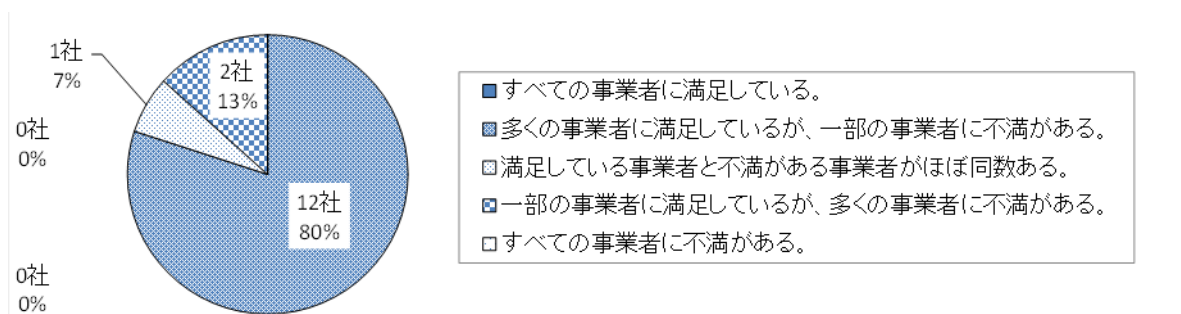 1社
7%
2社
13%
0社
0%
12社
80%
0社
0%
すべての事業者に満足している。
多くの事業者に満足しているが、一部の事業者に不満がある。
満足している事業者と不満がある事業者がほぼ同数ある。
一部の事業者に満足しているが、多くの事業者に不満がある。
すべての事業者に不満がある。